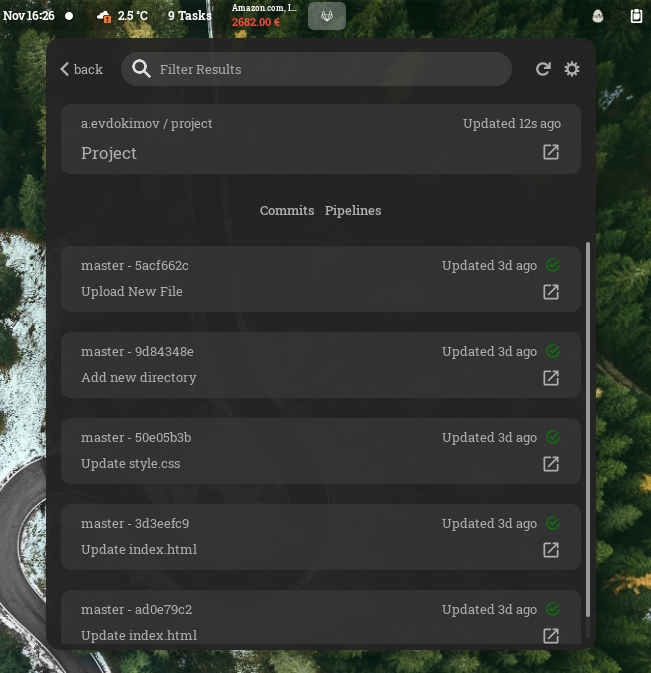 Nov 16:26
2.5 °C
9 Tasks
Amazon.com, I...
2682.00 €
back
Filter Results
a.evdokimov / project
Updated 12s ago
Project
Commits
Pipelines
master - 5acf662c
Updated 3d ago
Upload New File
master - 9d84348e
Updated 3d ago
Add new directory
master - 50e05b3b
Updated 3d ago
Update style.css
master - 3d3eefc9
Updated 3d ago
Update index.html
master - ad0e79c2
Updated 3d ago
Update index.html